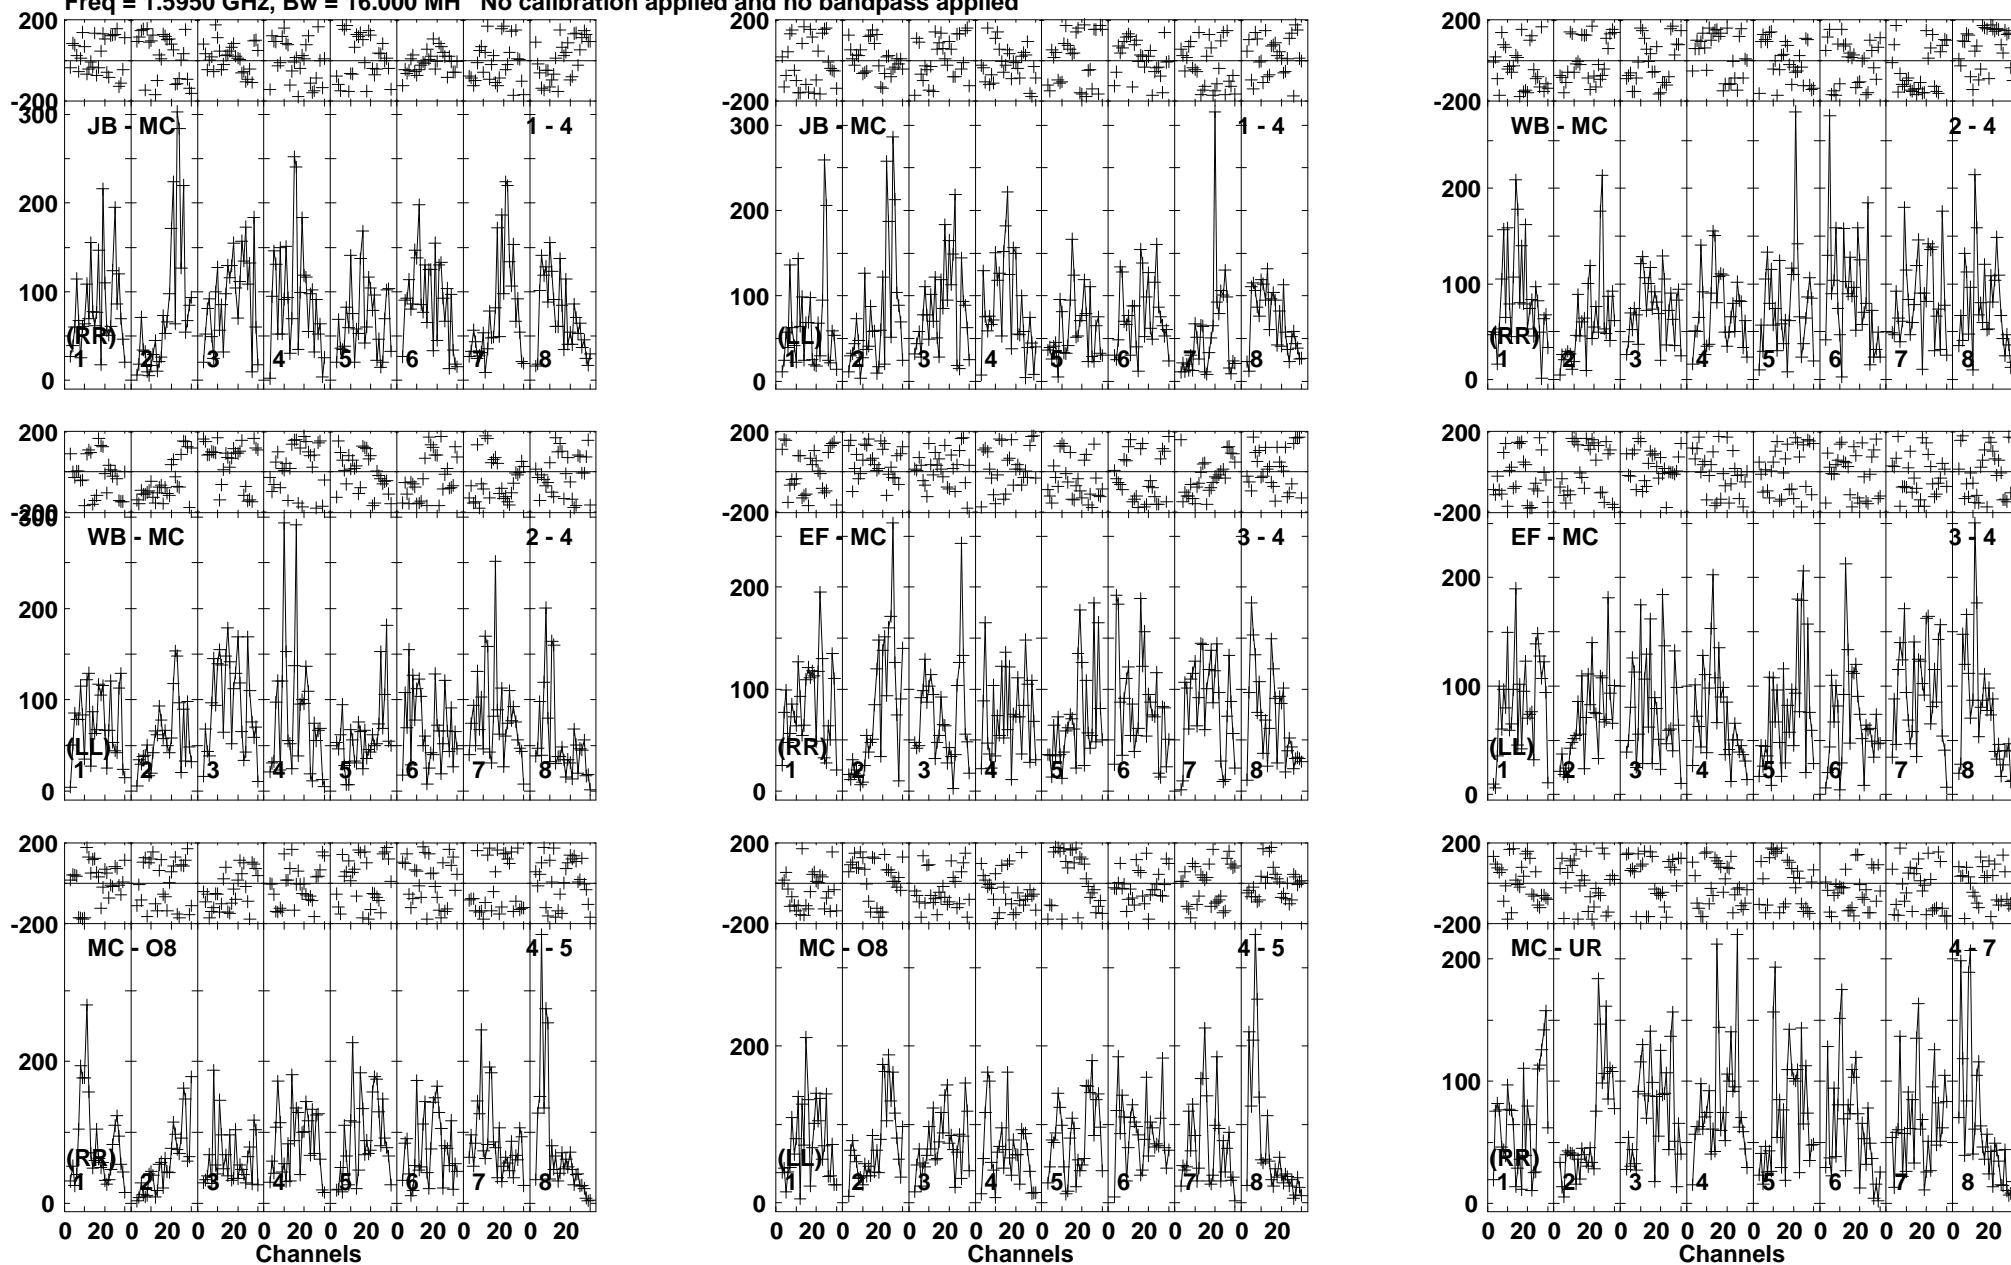 Freq = 1.5950 GHz, Bw = 16.000 MH No calibration applied and no bandpass applied
200 200 200
-200 -200 -200
300 JB - MC 1 - 4 300 JB - MC 1 - 4 WB - MC 2 - 4
200 200 200
100 100 100
(RR) (LL) (RR)
1 2 3 4 5 6 7 8 1 2 3 4 5 6 7 8 1 2 3 4 5 6 7 8
0 0 0
200 200 200
-200 -200 -200
300 WB - MC 2 - 4 EF - MC 3 - 4 EF - MC 3 - 4
200 200 200
100 100 100
(LL) (RR) (LL)
1 2 3 4 5 6 7 8 1 2 3 4 5 6 7 8 1 2 3 4 5 6 7 8
0 0 0
200 200 200
-200 -200 -200
MC - O8 4 - 5 MC - O8 4 - 5 MC - UR 4 - 7
200 200 200
100
(RR) (LL) (RR)
1 2 3 4 5 6 7 8 1 2 3 4 5 6 7 8 1 2 3 4 5 6 7 8
0 0 0
0 20 0 20 0 20 0 20 0 20 0 20 0 20 0 20 0 20 0 20 0 20 0 20 0 20 0 20 0 20 0 20 0 20 0 20 0 20 0 20 0 20 0 20 0 20 0 20
Channels Channels Channels